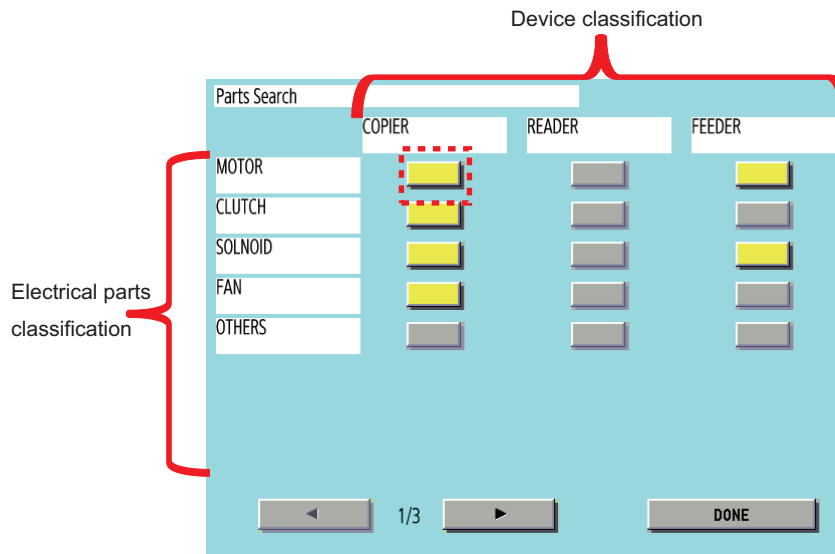 Device classification
Parts Search
COPIER READER FEEDER
MOTOR
CLUTCH
SOLNOID
FAN
Electrical parts
classification
OTHERS
1/3 DONE